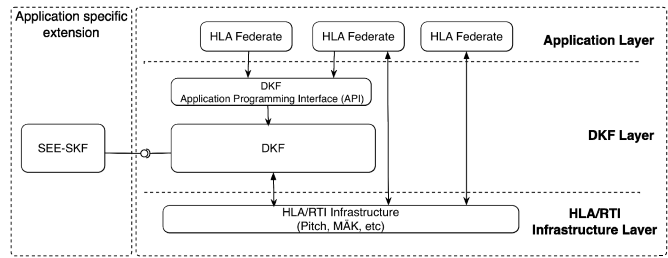 Application specific
extension
HLA Federate
HLA Federate
HLA Federate
Application Layer
DKF
Application Programming Interface (API)
SEE-SKF
DKF
DKF Layer
HLA/RTI Infrastructure
(Pitch, MÄK, etc)
HLA/RTI
Infrastructure Layer